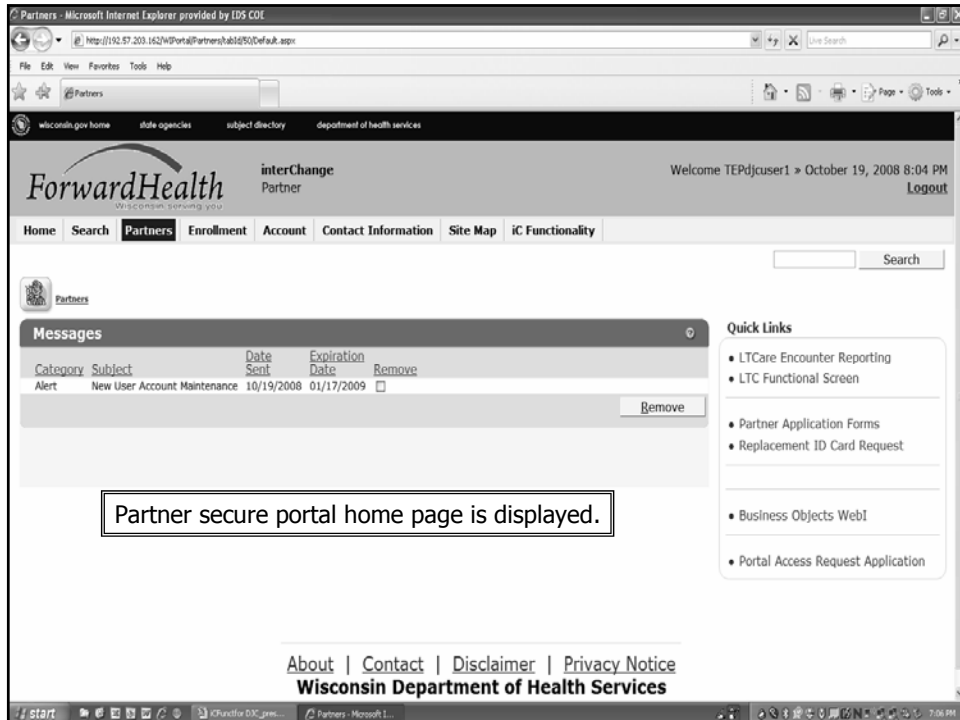 Partners - Microsoft Internet Explorer provided by EDS COE
http://192.57.203.162/WIPortal/Partners/tabId/50/Default.aspx
Live Search
File Edit View Favorites Tools Help
Partners
Page Tools
wisconsin.gov home state agencies subject directory department of health services
ForwardHealth
Wisconsin serving you
interChange
Partner
Welcome TEPdjcuser1 » October 19, 2008 8:04 PM
Logout
Home Search Partners Enrollment Account Contact Information Site Map iC Functionality
Search
Partners
Messages
Category Subject Date Sent Expiration Date Remove
Alert New User Account Maintenance 10/19/2008 01/17/2009
Remove
Quick Links
LTCare Encounter Reporting
LTC Functional Screen
Partner Application Forms
Replacement ID Card Request
Business Objects WebI
Portal Access Request Application
Partner secure portal home page is displayed.
About | Contact | Disclaimer | Privacy Notice
Wisconsin Department of Health Services
start
Partners - Microsoft I...
7:06 PM